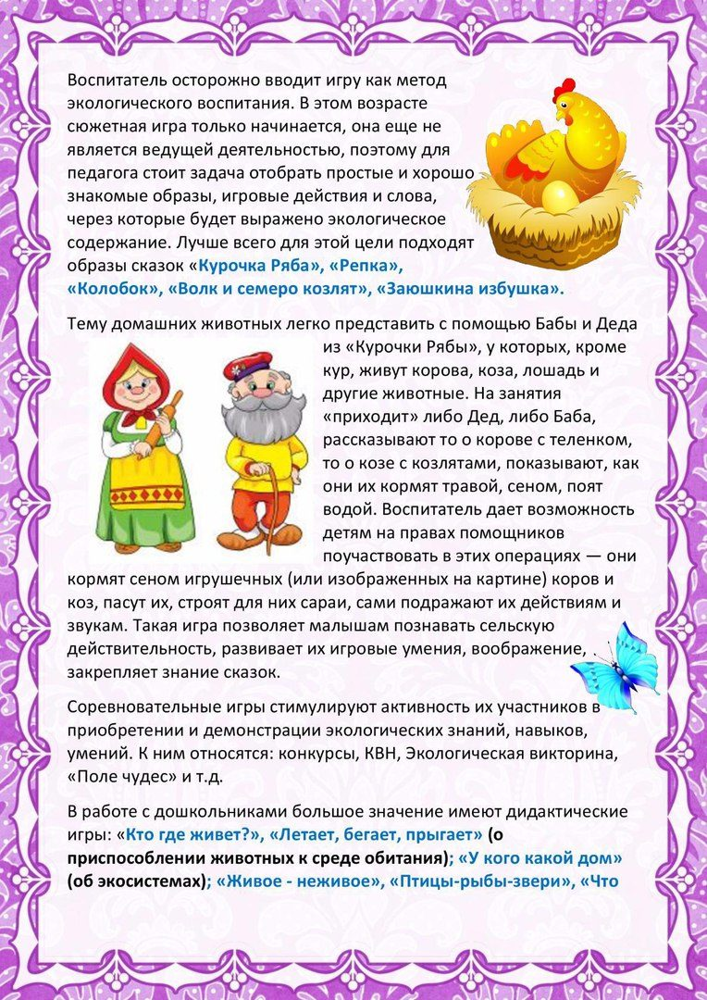 Воспитатель осторожно вводит игру как метод
экологического воспитания. В этом возрасте
сюжетная игра только начинается, она еще не
является ведущей деятельностью, поэтому для
педагога стоит задача отобрать простые и хорошо
знакомые образы, игровые действия и слова,
через которые будет выражено экологическое
содержание. Лучше всего для этой цели подходят
образы сказок «Курочка Ряба», «Репка»,
«Колобок», «Волк и семеро козлят», «Заюшкина избушка».
Тему домашних животных легко представить с помощью Бабы и Деда
из «Курочки Рябы», у которых, кроме
кур, живут корова, коза, лошадь и
другие животные. На занятия
«приходит» либо Дед, либо Баба,
рассказывают то о корове с теленком,
то о козе с козлятами, показывают, как
они их кормят травой, сеном, поят
водой. Воспитатель дает возможность
детям на правах помощников
поучаствовать в этих операциях — они
кормят сеном игрушечных (или изображенных на картине) коров и
коз, пасут их, строят для них сараи, сами подражают их действиям и
звукам. Такая игра позволяет малышам познавать сельскую
действительность, развивает их игровые умения, воображение,
закрепляет знание сказок.
Соревновательные игры стимулируют активность их участников в
приобретении и демонстрации экологических знаний, навыков,
умений. К ним относятся: конкурсы, КВН, Экологическая викторина,
«Поле чудес» и т.д.
В работе с дошкольниками большое значение имеют дидактические
игры: «Кто где живет?», «Летает, бегает, прыгает» (о
приспособлении животных к среде обитания); «У кого какой дом»
(об экосистемах); «Живое - неживое», «Птицы-рыбы-звери», «Что